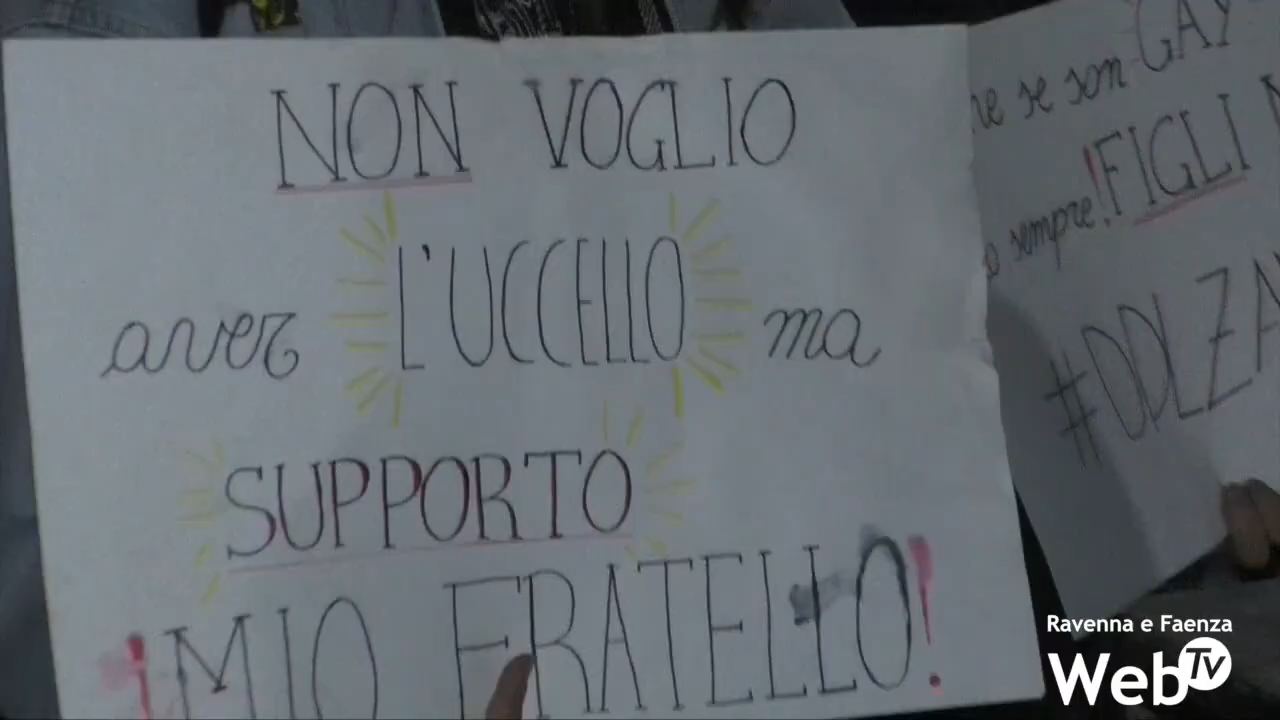 NON VOGLIO
aver L'UCCELLO ma
SUPPORTO
¡MIO FRATELLO!
se son GAY
sempre! FIGLI
#DDLZA
Ravenna e Faenza
WebTv